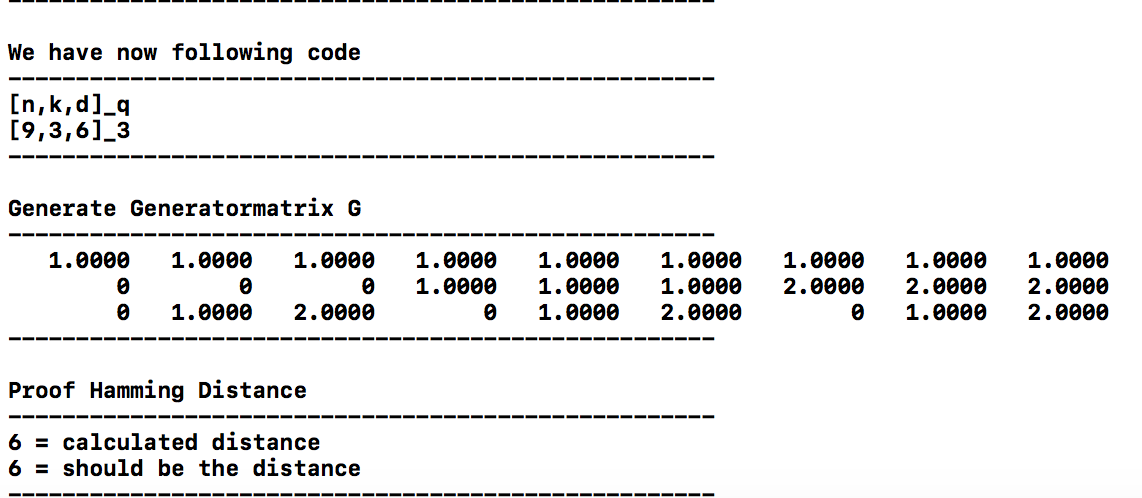 ----------------------------------------------------
We have now following code
----------------------------------------------------
[n,k,d]_q
[9,3,6]_3
----------------------------------------------------
Generate Generatormatrix G
----------------------------------------------------
1.0000 1.0000 1.0000 1.0000 1.0000 1.0000 1.0000 1.0000 1.0000
0 0 0 1.0000 1.0000 1.0000 2.0000 2.0000 2.0000
0 1.0000 2.0000 0 1.0000 2.0000 0 1.0000 2.0000
----------------------------------------------------
Proof Hamming Distance
----------------------------------------------------
6 = calculated distance
6 = should be the distance
----------------------------------------------------